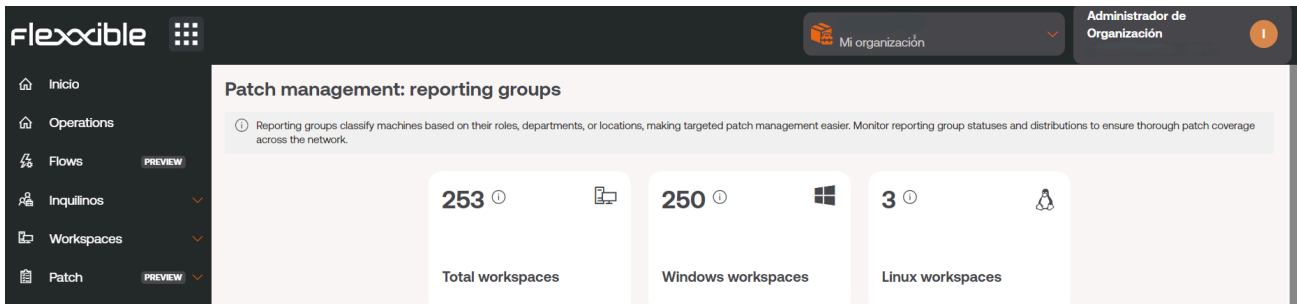 Flexxible
Mi organización
Administrador de
Organización
I
Inicio
Operations
Flows PREVIEW
Inquilinos
Workspaces
Patch PREVIEW
Patch management: reporting groups
Reporting groups classify machines based on their roles, departments, or locations, making targeted patch management easier. Monitor reporting group statuses and distributions to ensure thorough patch coverage
across the network.
253
Total workspaces
250
Windows workspaces
3
Linux workspaces